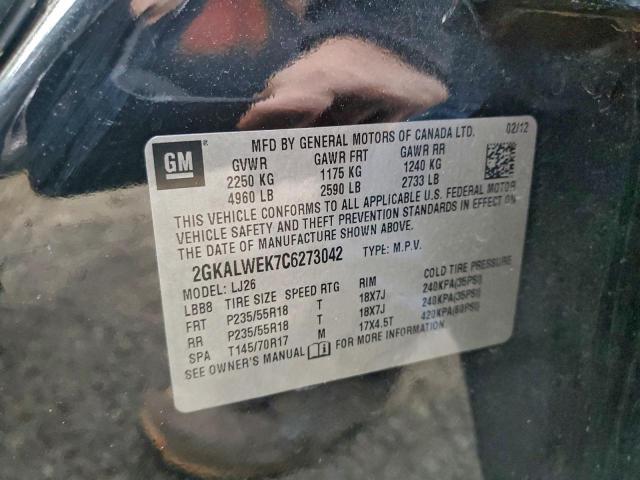 GM
MFD BY GENERAL MOTORS OF CANADA LTD. 02/12
GVWR GAWR FRT GAWR RR
2250 KG 1175 KG 1240 KG
4960 LB 2590 LB 2733 LB
THIS VEHICLE CONFORMS TO ALL APPLICABLE U.S. FEDERAL MOTOR
VEHICLE SAFETY AND THEFT PREVENTION STANDARDS IN EFFECT ON
THE DATE OF MANUFACTURE SHOWN ABOVE.
2GKALWEK7C6273042 TYPE: M.P.V.
MODEL: LJ26
LBB8 TIRE SIZE SPEED RTG RIM COLD TIRE PRESSURE
FRT P235/55R18 T 18X7J 240KPA(35PSI)
RR P235/55R18 T 18X7J 240KPA(35PSI)
SPA T145/70R17 M 17X4.5T 420KPA(60PSI)
SEE OWNER'S MANUAL FOR MORE INFORMATION.